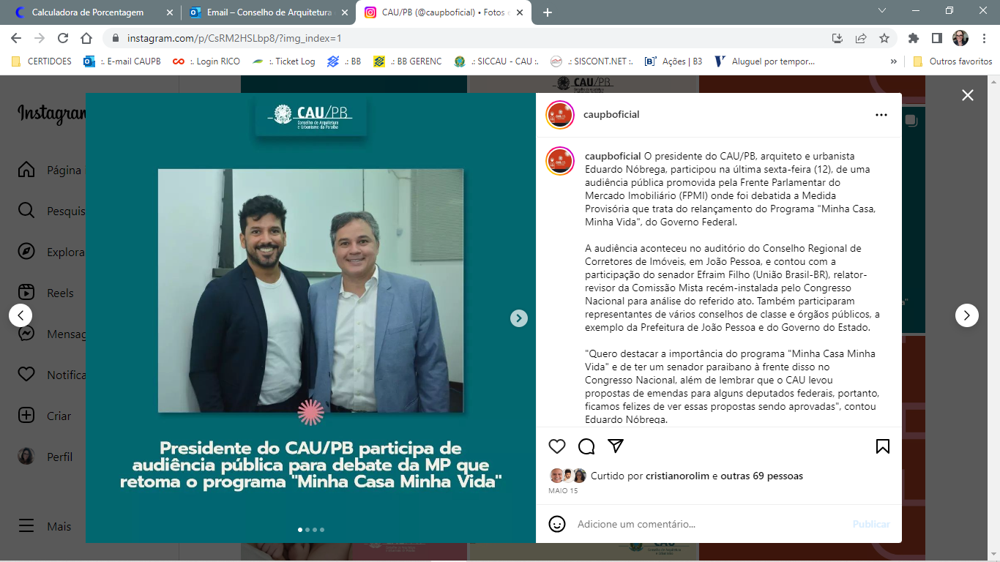 Calculadora de Porcentagem
Email – Conselho de Arquitetura
CAU/PB (@caupboficial) • Fotos e
instagram.com/p/CsRM2HSLbp8/?img_index=1
CERTIDOES
:. E-mail CAUPB
:. Login RICO
:. Ticket Log
.: BB
.: BB GERENC
:. SICCAU - CAU :.
.: SISCONT.NET :.
Ações | B3
Aluguel por tempor...
»
Outros favoritos
Instagram
Página
Pesquis
Explora
Reels
Mensag
Notifica
Criar
Perfil
Mais
CAU/PB
CAU/PB
Conselho de Arquitetura
e Urbanismo da Paraíba
Presidente do CAU/PB participa de
audiência pública para debate da MP que
retoma o programa "Minha Casa Minha Vida"
caupboficial
caupboficial O presidente do CAU/PB, arquiteto e urbanista
Eduardo Nóbrega, participou na última sexta-feira (12), de uma
audiência pública promovida pela Frente Parlamentar do
Mercado Imobiliário (FPMI) onde foi debatida a Medida
Provisória que trata do relançamento do Programa "Minha Casa,
Minha Vida", do Governo Federal.
A audiência aconteceu no auditório do Conselho Regional de
Corretores de Imóveis, em João Pessoa, e contou com a
participação do senador Efraim Filho (União Brasil-BR), relator-
revisor da Comissão Mista recém-instalada pelo Congresso
Nacional para análise do referido ato. Também participaram
representantes de vários conselhos de classe e órgãos públicos, a
exemplo da Prefeitura de João Pessoa e do Governo do Estado.
"Quero destacar a importância do programa "Minha Casa Minha
Vida" e de ter um senador paraibano à frente disso no
Congresso Nacional, além de lembrar que o CAU levou
propostas de emendas para alguns deputados federais, portanto,
ficamos felizes de ver essas propostas sendo aprovadas", contou
Eduardo Nóbrega.
Curtido por cristianorolim e outras 69 pessoas
MAIO 15
Adicione um comentário...
Publicar
CAU